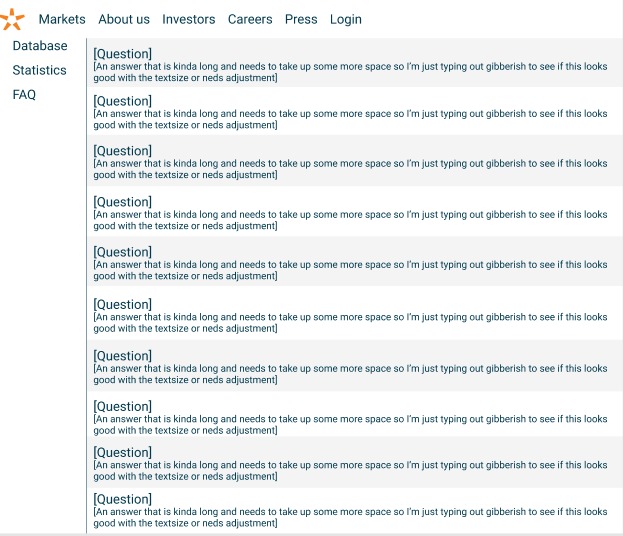 Markets About us Investors Careers Press Login
Database
Statistics
FAQ
[Question]
[An answer that is kinda long and needs to take up some more space so I'm just typing out gibberish to see if this looks
good with the textsize or neds adjustment]
[Question]
[An answer that is kinda long and needs to take up some more space so I'm just typing out gibberish to see if this looks
good with the textsize or neds adjustment]
[Question]
[An answer that is kinda long and needs to take up some more space so I'm just typing out gibberish to see if this looks
good with the textsize or neds adjustment]
[Question]
[An answer that is kinda long and needs to take up some more space so I'm just typing out gibberish to see if this looks
good with the textsize or neds adjustment]
[Question]
[An answer that is kinda long and needs to take up some more space so I'm just typing out gibberish to see if this looks
good with the textsize or neds adjustment]
[Question]
[An answer that is kinda long and needs to take up some more space so I'm just typing out gibberish to see if this looks
good with the textsize or neds adjustment]
[Question]
[An answer that is kinda long and needs to take up some more space so I'm just typing out gibberish to see if this looks
good with the textsize or neds adjustment]
[Question]
[An answer that is kinda long and needs to take up some more space so I'm just typing out gibberish to see if this looks
good with the textsize or neds adjustment]
[Question]
[An answer that is kinda long and needs to take up some more space so I'm just typing out gibberish to see if this looks
good with the textsize or neds adjustment]
[Question]
[An answer that is kinda long and needs to take up some more space so I'm just typing out gibberish to see if this looks
good with the textsize or neds adjustment]